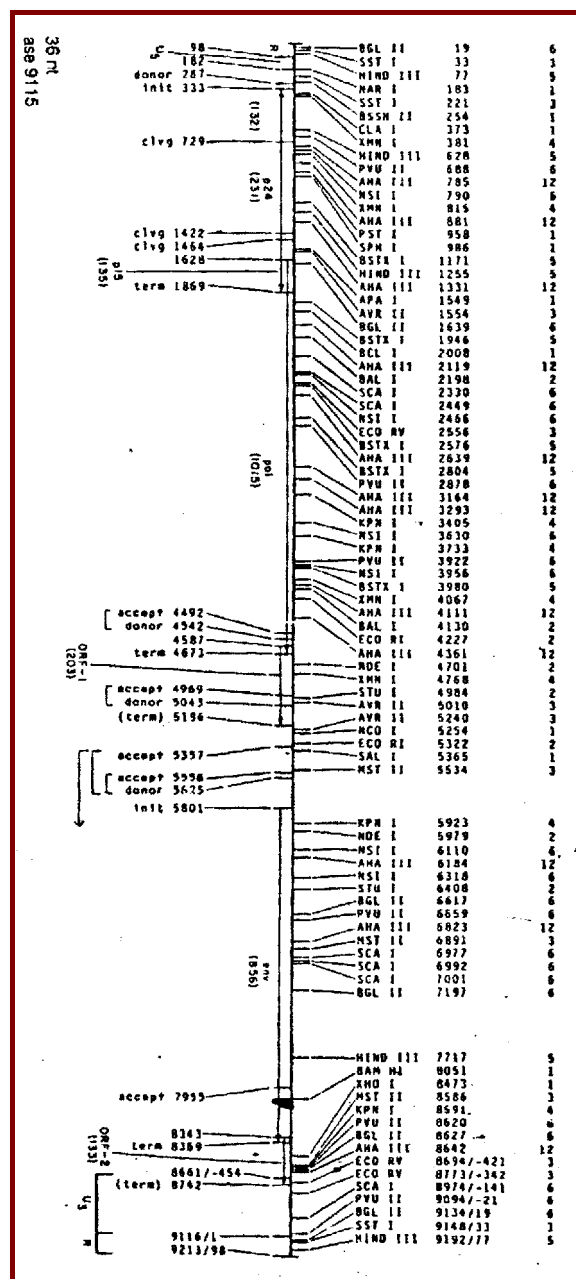 36 nt
ase 9115
R
U5
98
182
donor 287
init 333
(132)
clvg 729
p24
(231)
clvg 1422
clvg 1464
1628
p15
(135)
term 1869
pol
(1015)
accept 4492
donor 4542
4587
term 4673
ORF-1
(203)
accept 4969
donor 5043
(term) 5196
accept 5357
accept 5558
donor 5625
init 5801
env
(856)
accept 7955
8343
term 8369
ORF-2
(133)
8661/-454
(term) 8742
U3
R
9116/1
9213/98
BGL II 19 6
SST I 33 3
HIND III 77 5
NAR I 183 1
SST I 221 3
BSSH II 254 1
CLA I 373 1
XMN I 381 4
HIND III 628 5
PVU II 688 6
AHA III 785 12
NSI I 790 6
XMN I 815 4
AHA III 881 12
PST I 958 1
SPH I 986 1
BSTX I 1171 5
HIND III 1255 5
AHA III 1331 12
APA I 1549 1
AVR II 1554 3
BGL II 1639 6
BSTX I 1946 5
BCL I 2008 1
AHA III 2119 12
BAL I 2198 2
SCA I 2330 6
SCA I 2449 6
NSI I 2466 6
ECO RV 2556 3
BSTX I 2576 5
AHA III 2639 12
BSTX I 2804 5
PVU II 2878 6
AHA III 3164 12
AHA III 3293 12
KPN I 3405 4
NSI I 3630 6
KPN I 3733 4
PVU II 3922 6
NSI I 3956 6
BSTX I 3980 5
XMN I 4067 4
AHA III 4111 12
BAL I 4130 2
ECO RI 4227 2
AHA III 4361 12
NDE I 4701 2
XMN I 4768 4
STU I 4984 2
AVR II 5010 3
AVR II 5240 3
NCO I 5254 1
ECO RI 5322 2
SAL I 5365 1
MST II 5534 3
KPN I 5923 4
NDE I 5979 2
NSI I 6110 6
AHA III 6184 12
NSI I 6318 6
STU I 6408 2
BGL II 6617 6
PVU II 6659 6
AHA III 6823 12
MST II 6891 3
SCA I 6977 6
SCA I 6992 6
SCA I 7001 6
BGL II 7197 6
HIND III 7717 5
BAM HI 8051 1
XHO I 8473 1
MST II 8586 3
KPN I 8591 4
PVU II 8620 6
BGL II 8627 6
AHA III 8642 12
ECO RV 8694/-421 3
ECO RV 8773/-342 3
SCA I 8974/-141 6
PVU II 9094/-21 6
BGL II 9134/19 6
SST I 9148/33 3
HIND III 9192/77 5